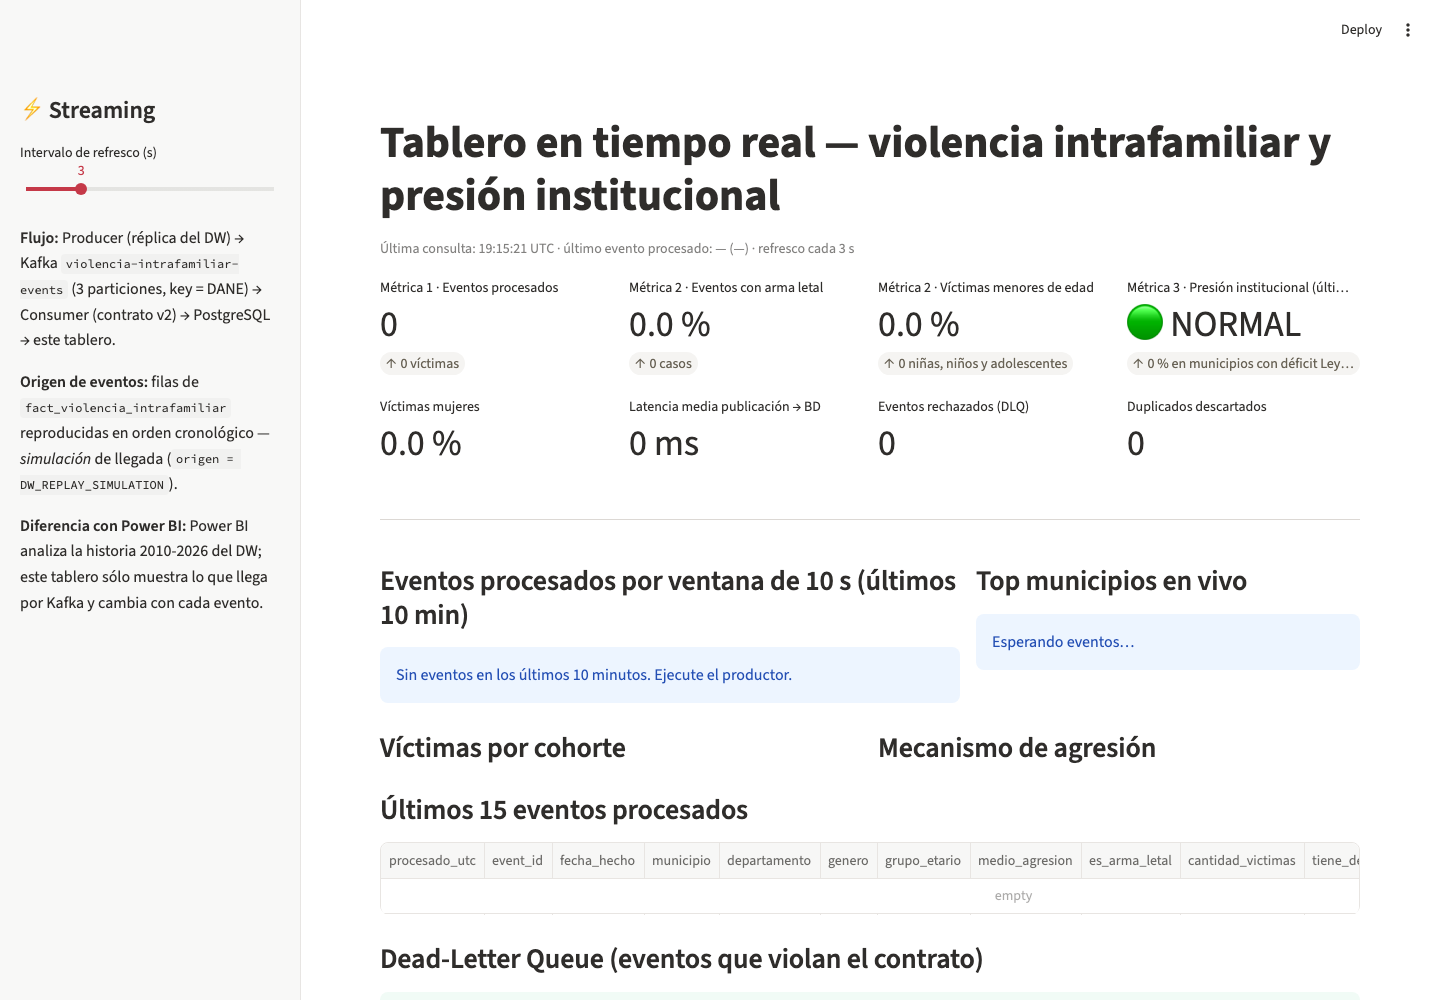 Deploy
⚡ Streaming
Intervalo de refresco (s)
3
Flujo: Producer (réplica del DW) →
Kafka violencia-intrafamiliar-
events (3 particiones, key = DANE) →
Consumer (contrato v2) → PostgreSQL
→ este tablero.
Origen de eventos: filas de
fact_violencia_intrafamiliar
reproducidas en orden cronológico —
simulación de llegada ( origen =
DW_REPLAY_SIMULATION ).
Diferencia con Power BI: Power BI
analiza la historia 2010-2026 del DW;
este tablero sólo muestra lo que llega
por Kafka y cambia con cada evento.
Tablero en tiempo real — violencia intrafamiliar y
presión institucional
Última consulta: 19:15:21 UTC · último evento procesado: — (—) · refresco cada 3 s
Métrica 1 · Eventos procesados
0
↑ 0 víctimas
Métrica 2 · Eventos con arma letal
0.0 %
↑ 0 casos
Métrica 2 · Víctimas menores de edad
0.0 %
↑ 0 niñas, niños y adolescentes
Métrica 3 · Presión institucional (últi…
🟢 NORMAL
↑ 0 % en municipios con déficit Ley…
Víctimas mujeres
0.0 %
Latencia media publicación → BD
0 ms
Eventos rechazados (DLQ)
0
Duplicados descartados
0
Eventos procesados por ventana de 10 s (últimos
10 min)
Sin eventos en los últimos 10 minutos. Ejecute el productor.
Top municipios en vivo
Esperando eventos…
Víctimas por cohorte
Mecanismo de agresión
Últimos 15 eventos procesados
procesado_utc event_id fecha_hecho municipio departamento genero grupo_etario medio_agresion es_arma_letal cantidad_victimas tiene_de
empty
Dead-Letter Queue (eventos que violan el contrato)